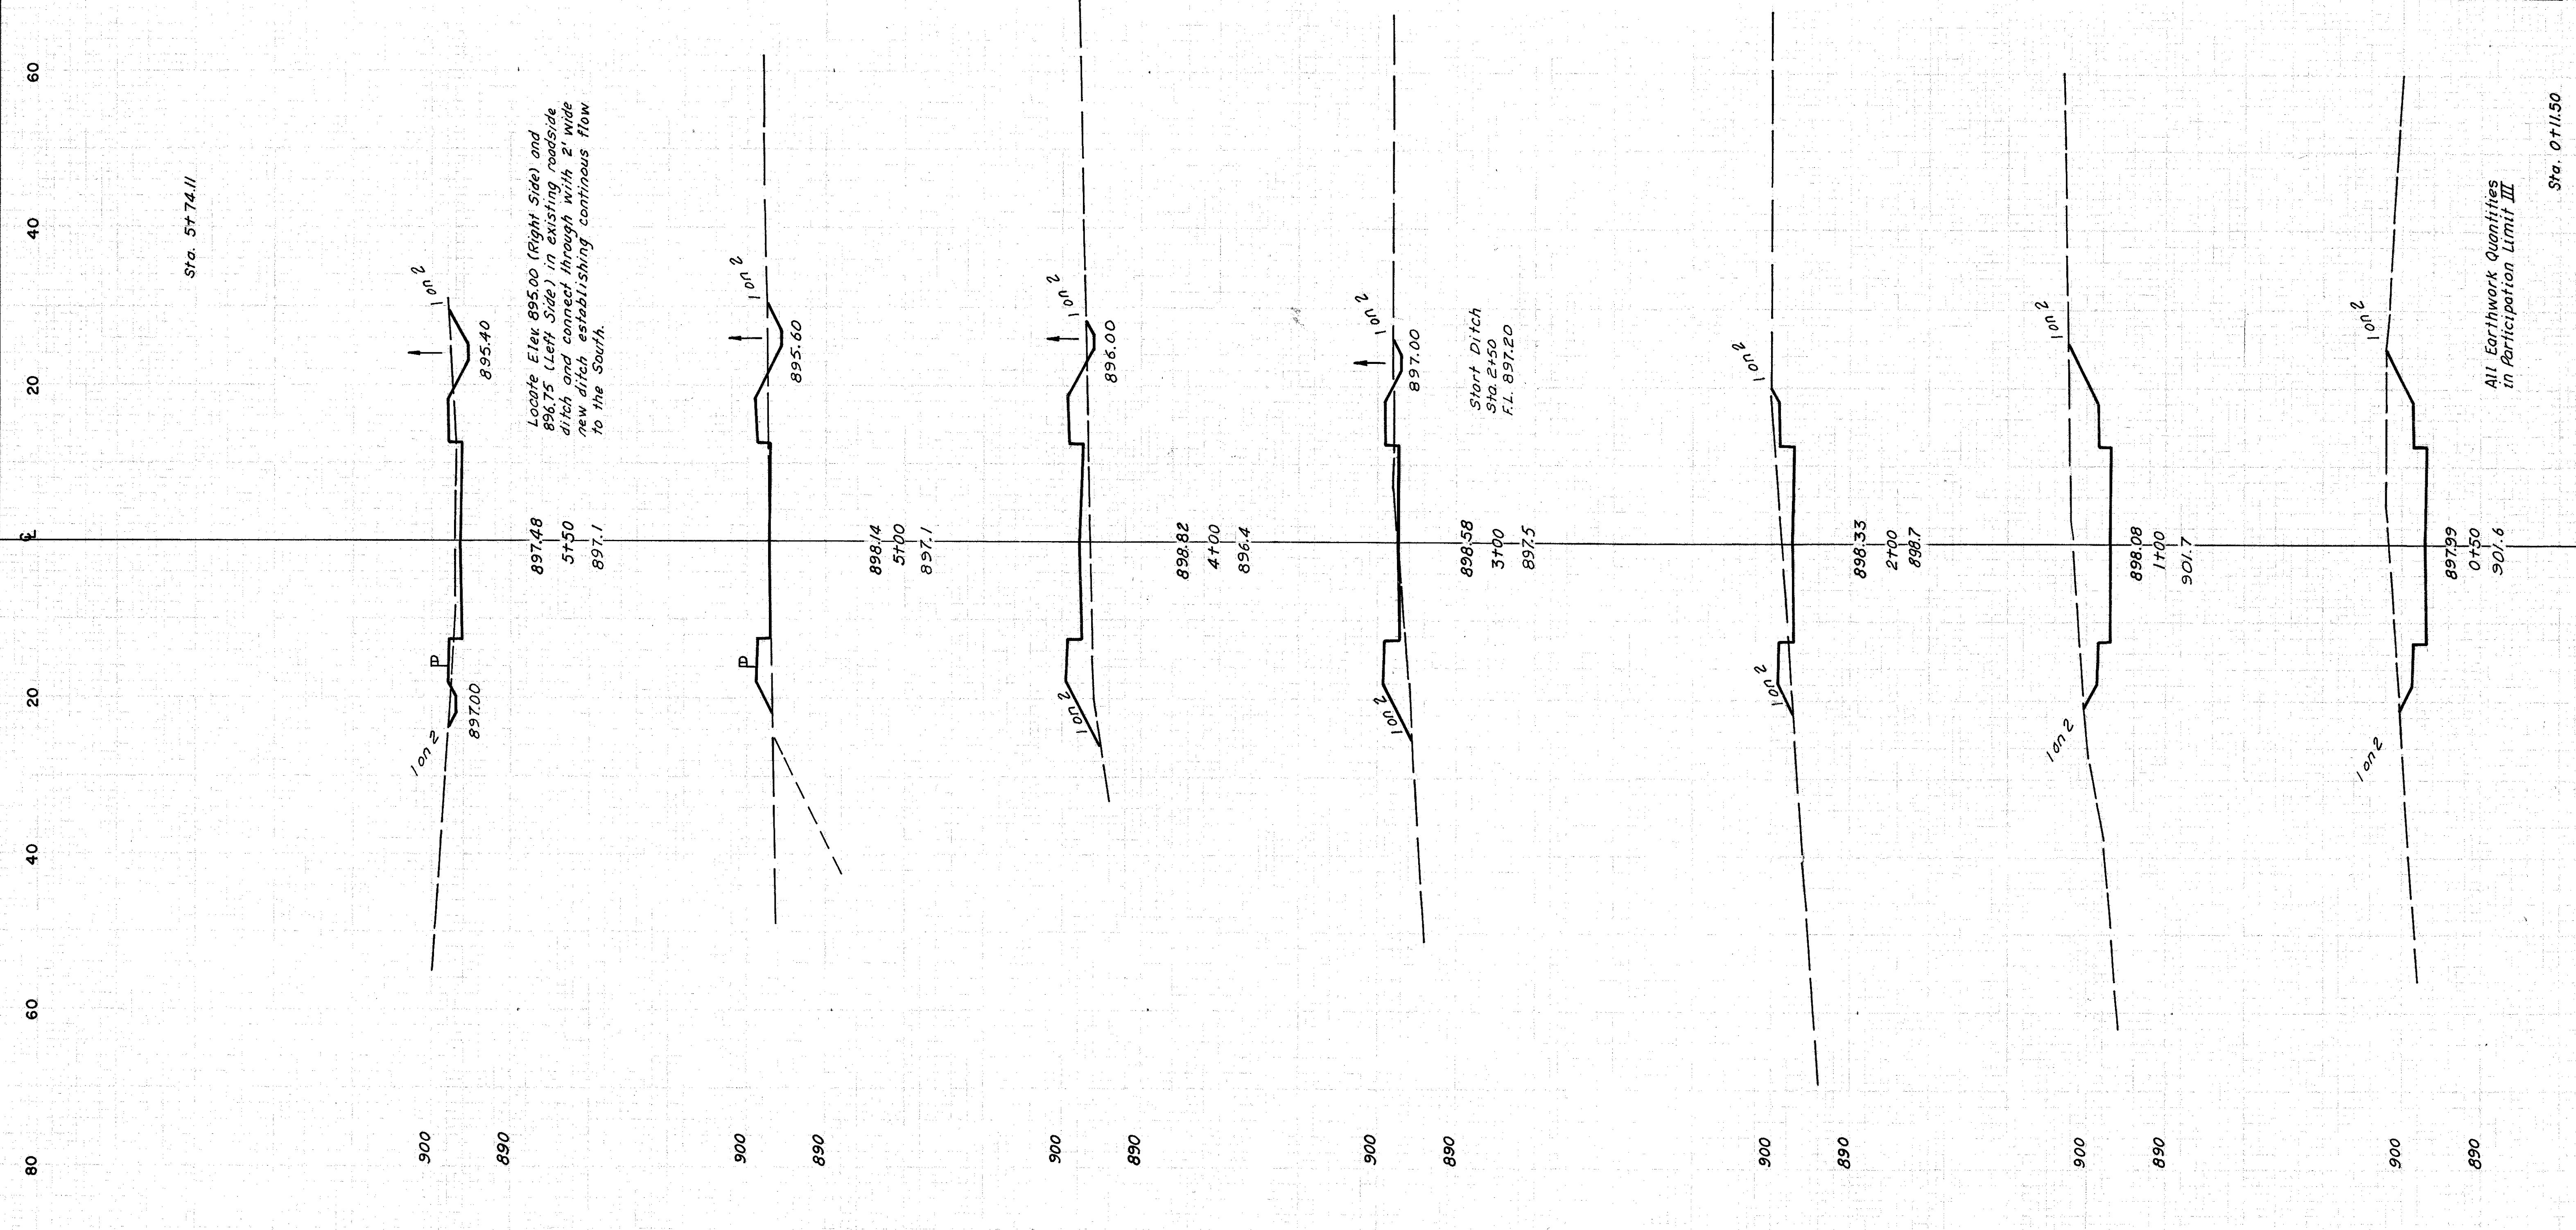 60
40
20
℄
20
40
60
80
Sta. 5+74.11
1 on 2
895.40
897.00
1 on 2
Locate Elev. 895.00 (Right Side) and
896.75 (Left Side) in existing roadside
ditch and connect through with 2' wide
new ditch establishing continous flow
to the South.
897.48
5+50
897.1
900
890
1 on 2
895.60
898.14
5+00
897.1
900
890
1 on 2
896.00
1 on 2
898.82
4+00
896.4
900
890
1 on 2
897.00
1 on 2
Start Ditch
Sta. 2+50
F.L. 897.20
898.58
3+00
897.5
900
890
1 on 2
1 on 2
898.33
2+00
898.7
900
890
1 on 2
1 on 2
898.08
1+00
901.7
900
890
1 on 2
1 on 2
897.99
0+50
901.6
900
890
All Earthwork Quantities
in Participation Limit III
Sta. 0+11.50